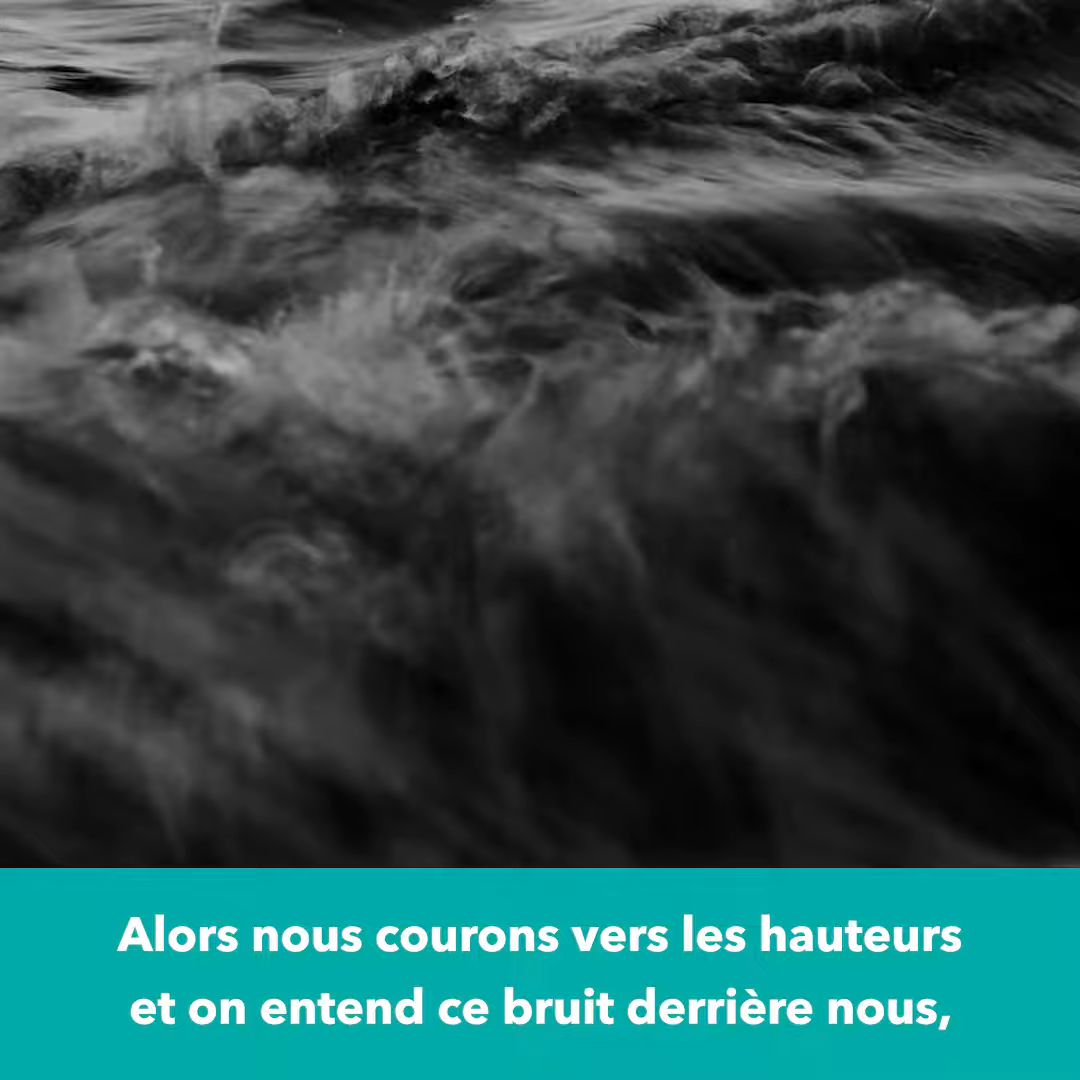 Alors nous courons vers les hauteurs
et on entend ce bruit derrière nous,